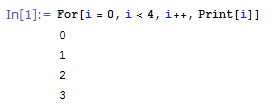 In[1]:= For[i = 0, i < 4, i++, Print[i]]
0
1
2
3